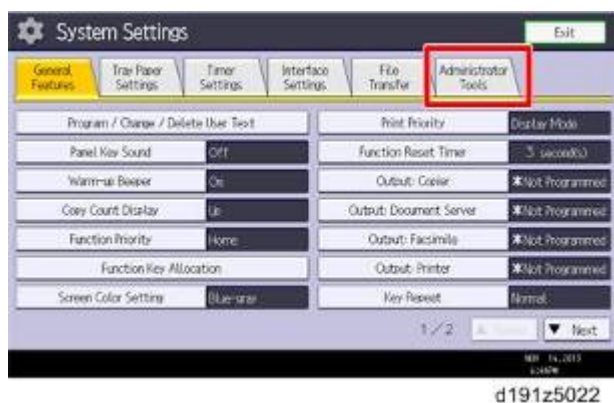 System Settings
Exit
General Features
Tray Paper Settings
Timer Settings
Interface Settings
File Transfer
Administrator Tools
Program / Change / Delete User Text
Print Priority
Display Mode
Panel Key Sound
Off
Function Reset Timer
3 second(s)
Warm-up Beeper
On
Output: Copier
✱Not Programmed
Copy Count Display
Up
Output: Document Server
✱Not Programmed
Function Priority
Home
Output: Facsimile
✱Not Programmed
Function Key Allocation
Output: Printer
✱Not Programmed
Screen Color Setting
Blue-gray
Key Repeat
Normal
1/2
▲
▼ Next
NOV 14,2013
d191z5022